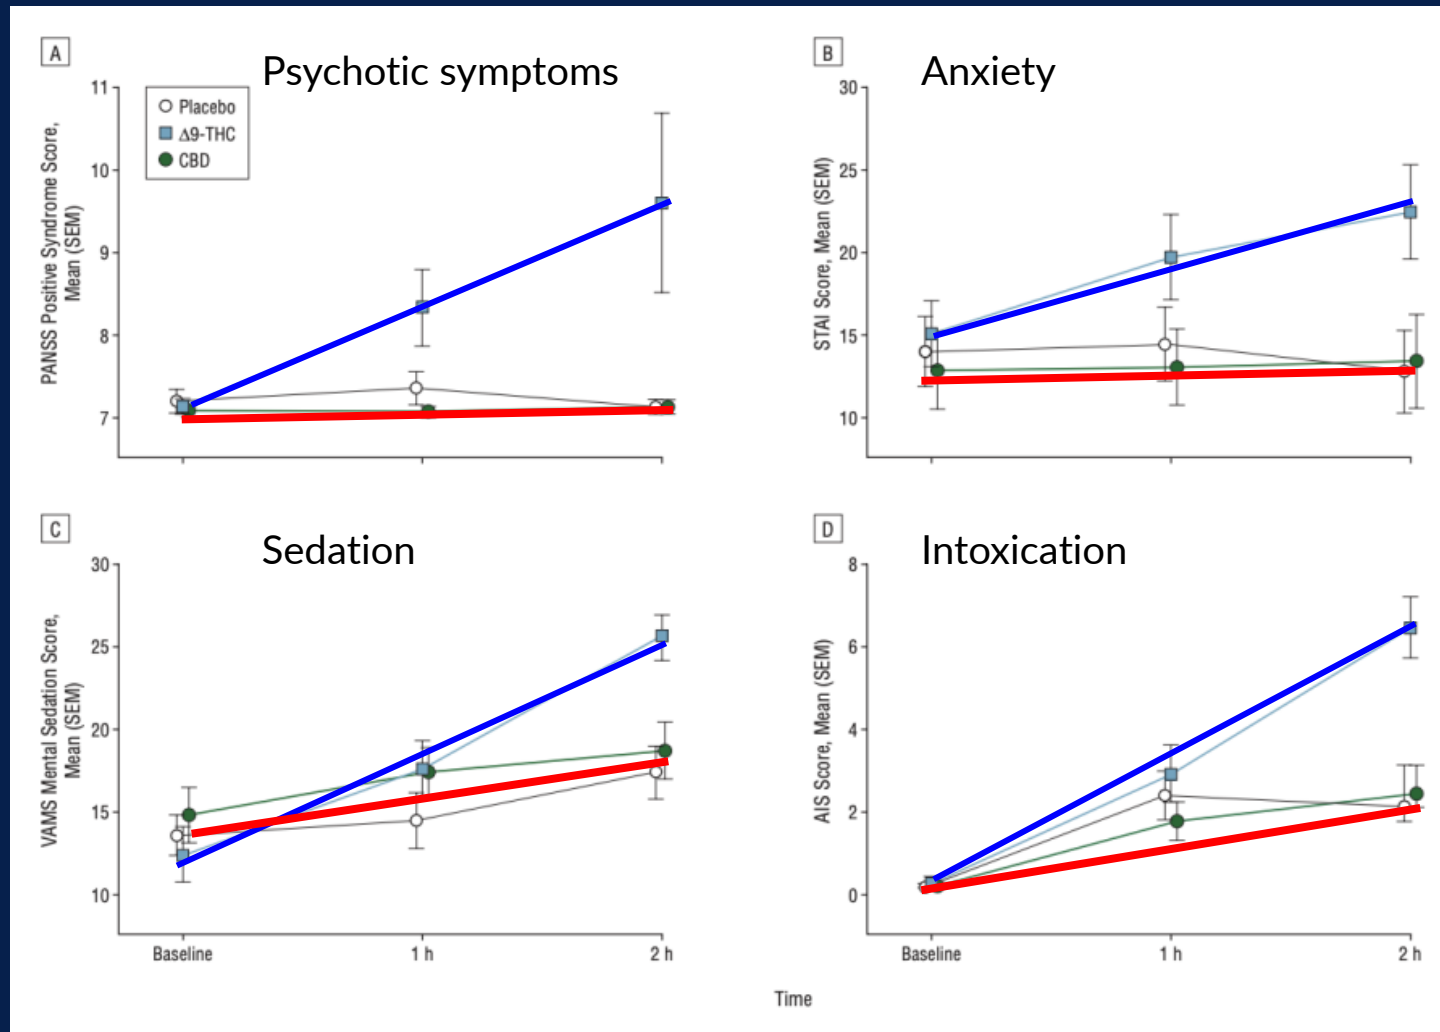 A
Psychotic symptoms
PANSS Positive Syndrome Score,
Mean (SEM)
11
10
9
8
7
Placebo
Δ9-THC
CBD
B
Anxiety
STAI Score, Mean (SEM)
30
25
20
15
10
C
Sedation
VAMS Mental Sedation Score,
Mean (SEM)
30
25
20
15
10
Baseline
1 h
2 h
D
Intoxication
AIS Score, Mean (SEM)
8
6
4
2
0
Baseline
1 h
2 h
Time